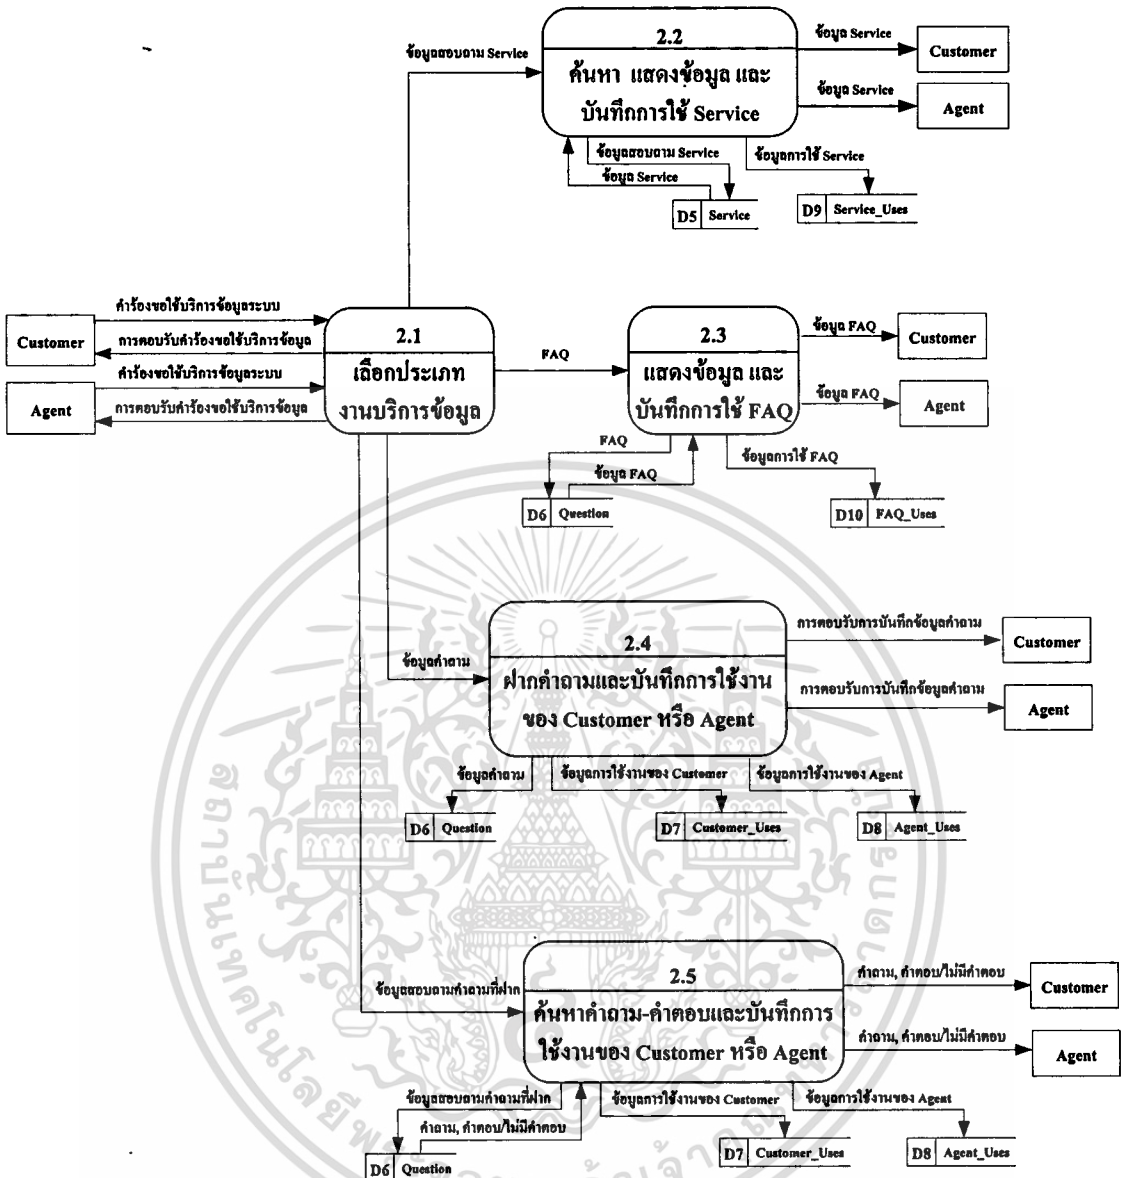 2.2
ค้นหา แสดงข้อมูล และ
บันทึกการใช้ Service
ข้อมูลสอบถาม Service
ข้อมูล Service
Customer
ข้อมูล Service
Agent
ข้อมูลสอบถาม Service
ข้อมูล Service
ข้อมูลการใช้ Service
D5 Service
D9 Service_Uses
Customer
คำร้องขอใช้บริการข้อมูลระบบ
การตอบรับคำร้องขอใช้บริการข้อมูล
Agent
คำร้องขอใช้บริการข้อมูลระบบ
การตอบรับคำร้องขอใช้บริการข้อมูล
2.1
เลือกประเภท
งานบริการข้อมูล
FAQ
2.3
แสดงข้อมูล และ
บันทึกการใช้ FAQ
ข้อมูล FAQ
Customer
ข้อมูล FAQ
Agent
FAQ
ข้อมูล FAQ
ข้อมูลการใช้ FAQ
D6 Question
D10 FAQ_Uses
ข้อมูลคำถาม
2.4
ฝากคำถามและบันทึกการใช้งาน
ของ Customer หรือ Agent
การตอบรับการบันทึกข้อมูลคำถาม
Customer
การตอบรับการบันทึกข้อมูลคำถาม
Agent
ข้อมูลคำถาม
ข้อมูลการใช้งานของ Customer
ข้อมูลการใช้งานของ Agent
D6 Question
D7 Customer_Uses
D8 Agent_Uses
ข้อมูลสอบถามคำถามที่ฝาก
2.5
ค้นหาคำถาม-คำตอบและบันทึกการ
ใช้งานของ Customer หรือ Agent
คำถาม, คำตอบ/ไม่มีคำตอบ
Customer
คำถาม, คำตอบ/ไม่มีคำตอบ
Agent
ข้อมูลสอบถามคำถามที่ฝาก
คำถาม, คำตอบ/ไม่มีคำตอบ
ข้อมูลการใช้งานของ Customer
ข้อมูลการใช้งานของ Agent
D6 Question
D7 Customer_Uses
D8 Agent_Uses